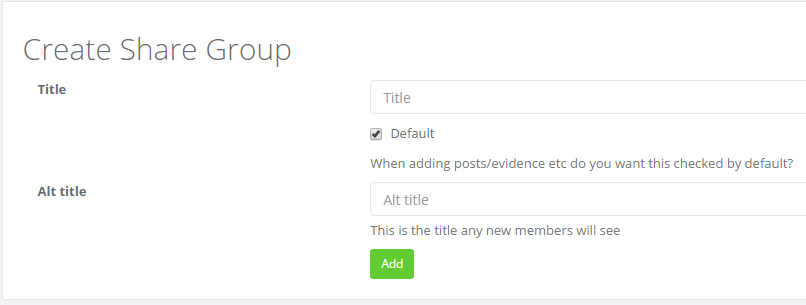 Create Share Group
Title
Title
Default
When adding posts/evidence etc do you want this checked by default?
Alt title
Alt title
This is the title any new members will see
Add